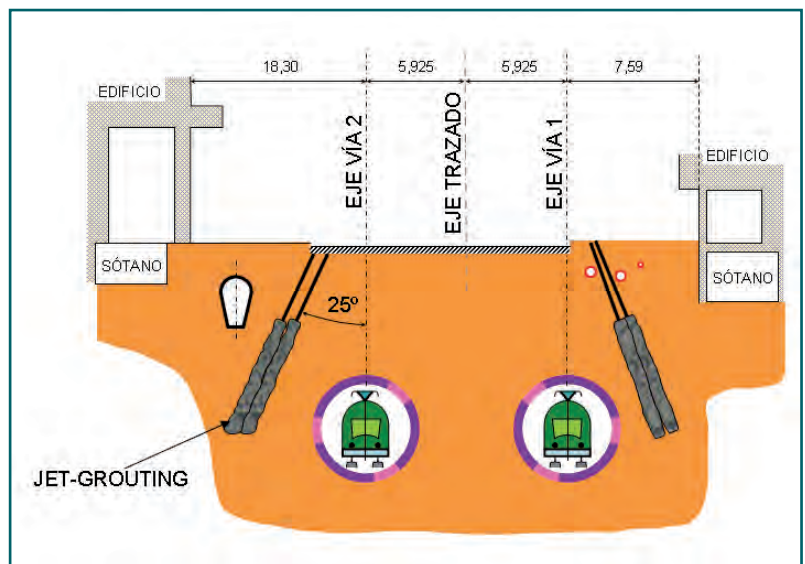 18,30
5,925
5,925
7,59
EDIFICIO
EJE VÍA 2
EJE TRAZADO
EJE VÍA 1
EDIFICIO
SÓTANO
SÓTANO
25º
JET-GROUTING